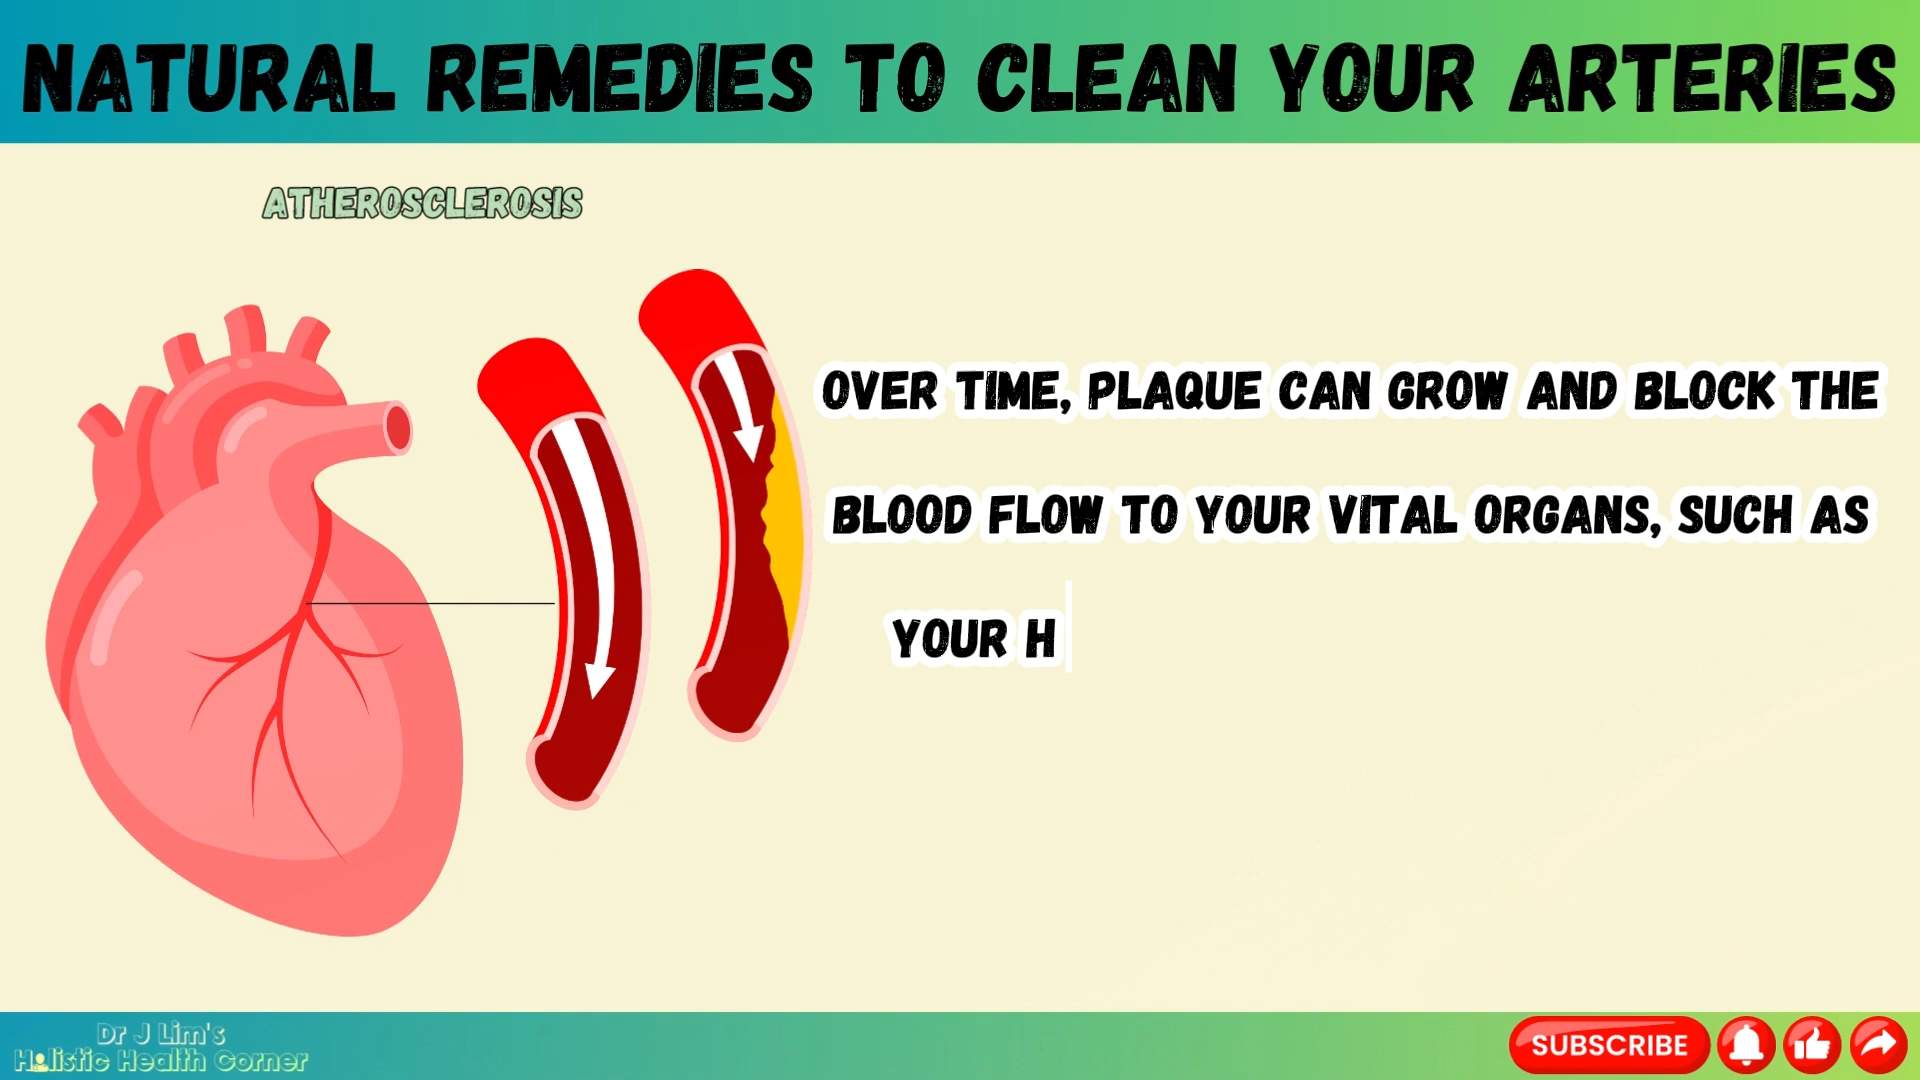 NATURAL REMEDIES TO CLEAN YOUR ARTERIES
ATHEROSCLEROSIS
OVER TIME, PLAQUE CAN GROW AND BLOCK THE
BLOOD FLOW TO YOUR VITAL ORGANS, SUCH AS
YOUR H
Dr J Lim's
Holistic Health Corner
SUBSCRIBE